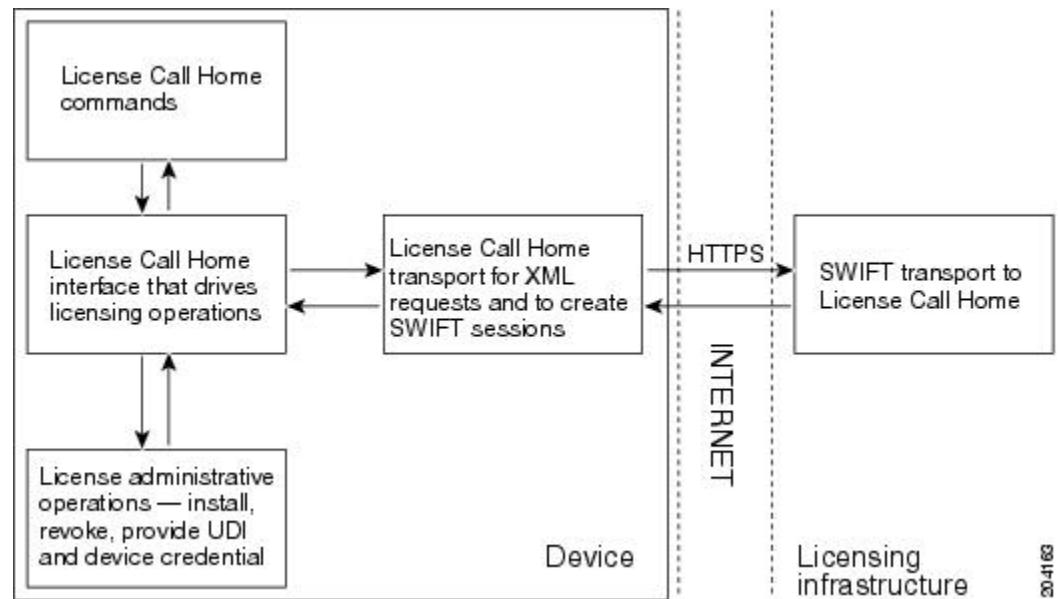 License Call Home
commands
License Call Home
interface that drives
licensing operations
License Call Home
transport for XML
requests and to create
SWIFT sessions
HTTPS
SWIFT transport to
License Call Home
INTERNET
License administrative
operations — install,
revoke, provide UDI
and device credential
Device
Licensing
infrastructure
204163